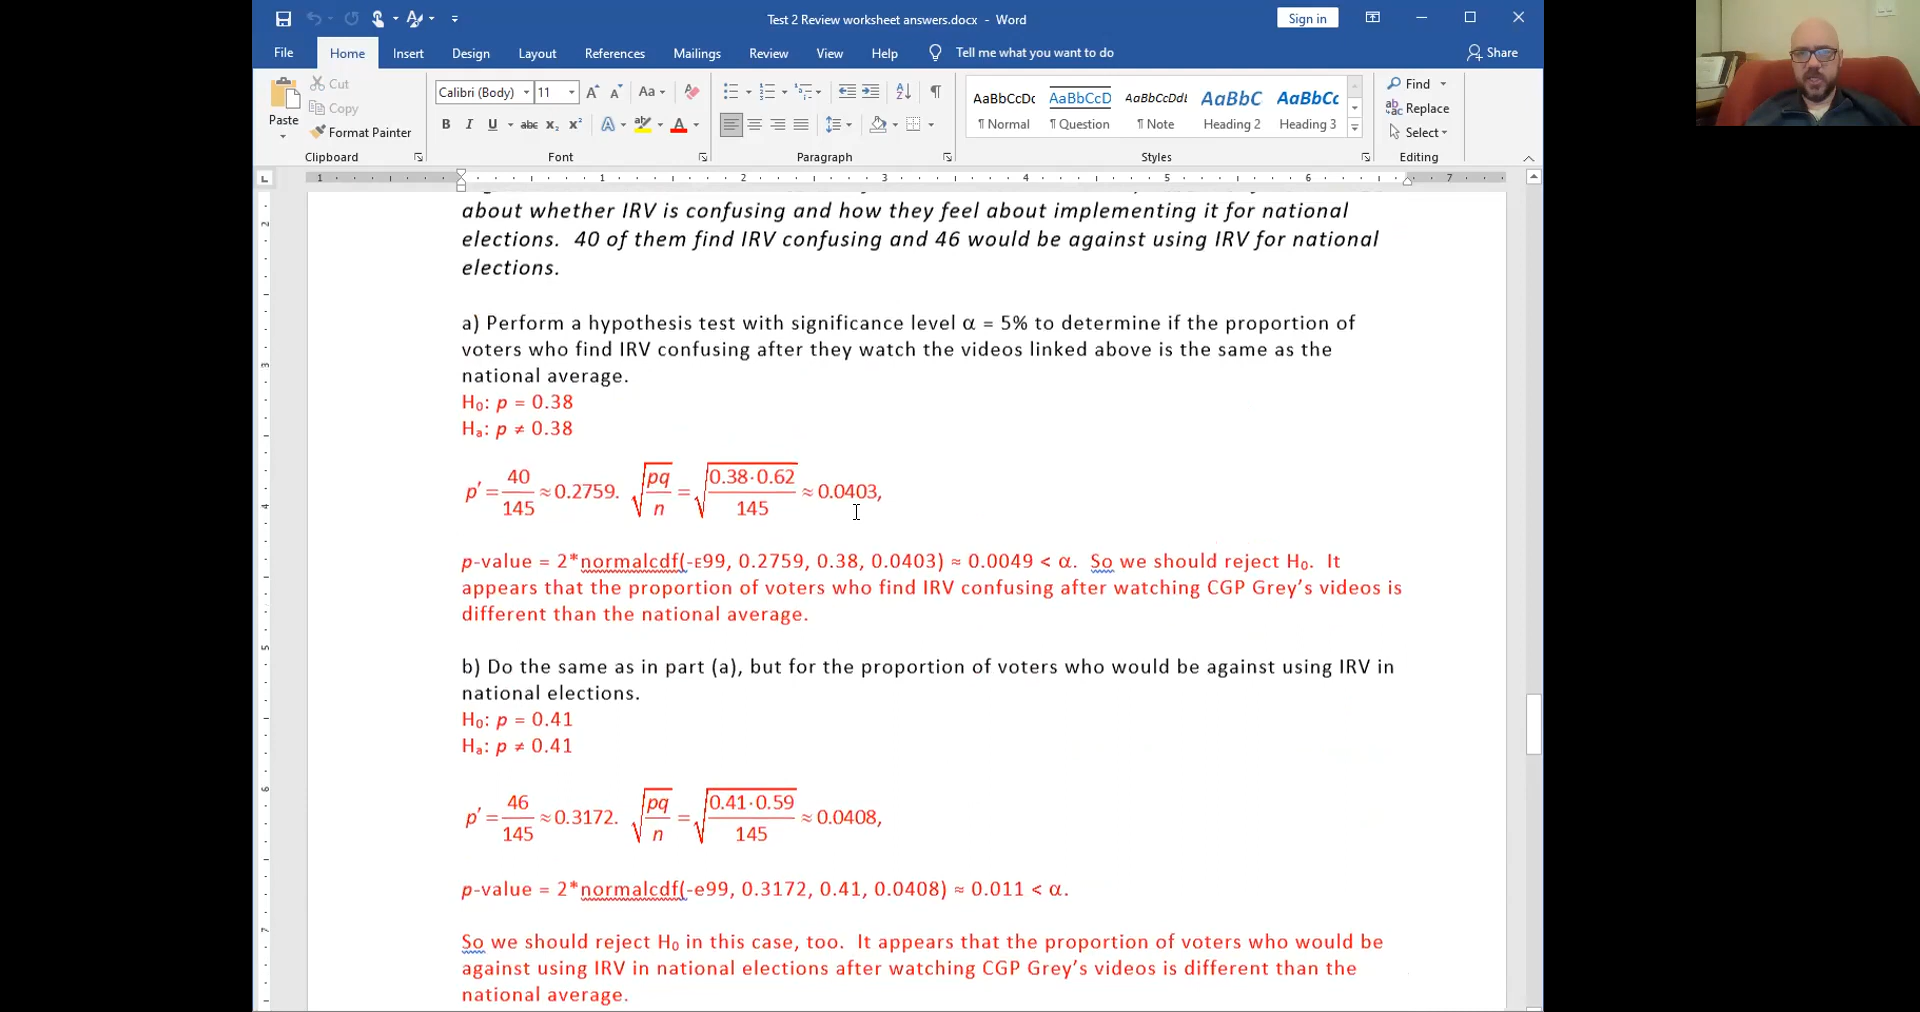 Test 2 Review worksheet answers.docx - Word
Sign in
File Home Insert Design Layout References Mailings Review View Help Tell me what you want to do Share
Paste
Cut
Copy
Format Painter
Clipboard
Calibri (Body) 11
B I U abc x₂ x² A A
Font
Paragraph
AaBbCcDc AaBbCcD AaBbCcDdI AaBbC AaBbCc
¶ Normal ¶ Question ¶ Note Heading 2 Heading 3
Styles
Find
Replace
Select
Editing
1 1 2 3 4 5 6 7
about whether IRV is confusing and how they feel about implementing it for national
elections. 40 of them find IRV confusing and 46 would be against using IRV for national
elections.
a) Perform a hypothesis test with significance level α = 5% to determine if the proportion of
voters who find IRV confusing after they watch the videos linked above is the same as the
national average.
H₀: p = 0.38
Hₐ: p ≠ 0.38
p′ = 40/145 ≈ 0.2759. √(pq/n) = √(0.38·0.62/145) ≈ 0.0403,
p-value = 2*normalcdf(-E99, 0.2759, 0.38, 0.0403) ≈ 0.0049 < α. So we should reject H₀. It
appears that the proportion of voters who find IRV confusing after watching CGP Grey's videos is
different than the national average.
b) Do the same as in part (a), but for the proportion of voters who would be against using IRV in
national elections.
H₀: p = 0.41
Hₐ: p ≠ 0.41
p′ = 46/145 ≈ 0.3172. √(pq/n) = √(0.41·0.59/145) ≈ 0.0408,
p-value = 2*normalcdf(-e99, 0.3172, 0.41, 0.0408) ≈ 0.011 < α.
So we should reject H₀ in this case, too. It appears that the proportion of voters who would be
against using IRV in national elections after watching CGP Grey's videos is different than the
national average.